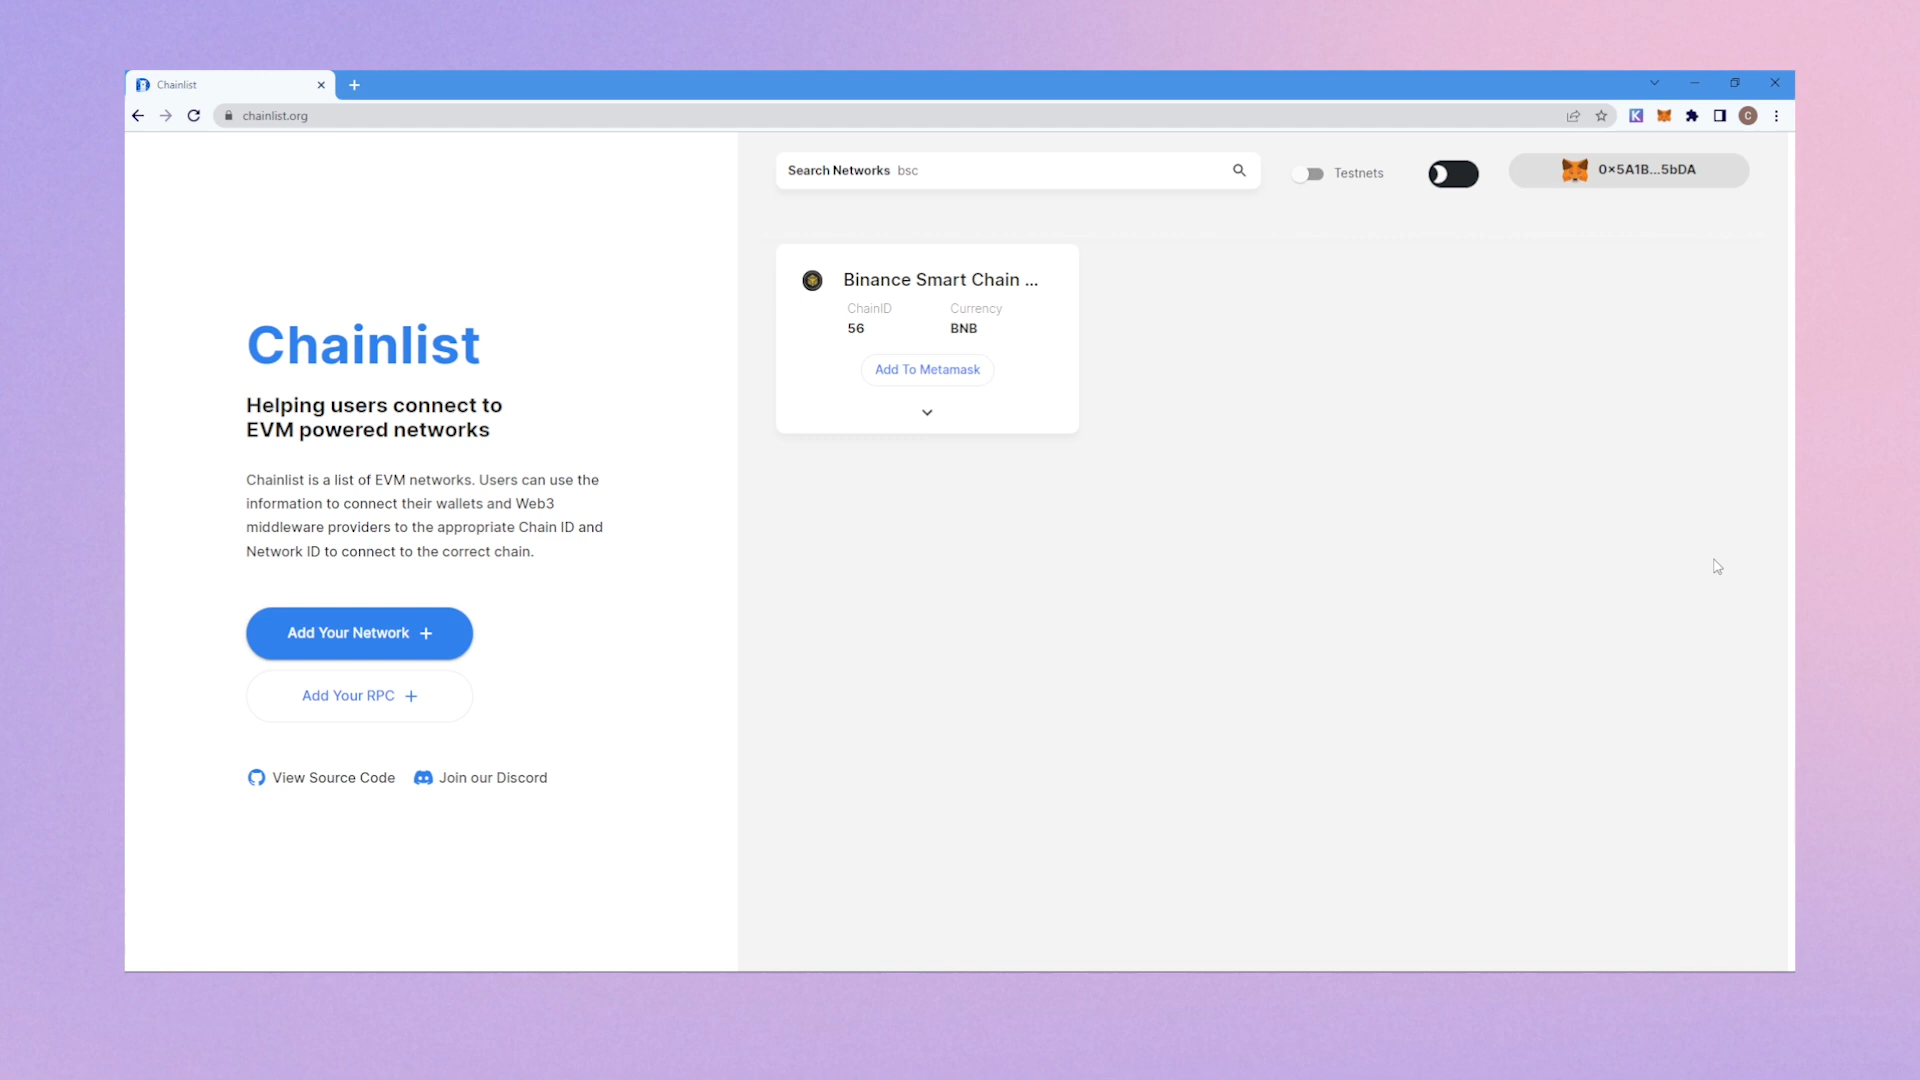 Chainlist
chainlist.org
K
C
Search Networks bsc
Testnets
0×5A1B...5bDA
Binance Smart Chain ...
ChainID
Currency
56
BNB
Add To Metamask
Chainlist
Helping users connect to
EVM powered networks
Chainlist is a list of EVM networks. Users can use the
information to connect their wallets and Web3
middleware providers to the appropriate Chain ID and
Network ID to connect to the correct chain.
Add Your Network +
Add Your RPC +
View Source Code
Join our Discord